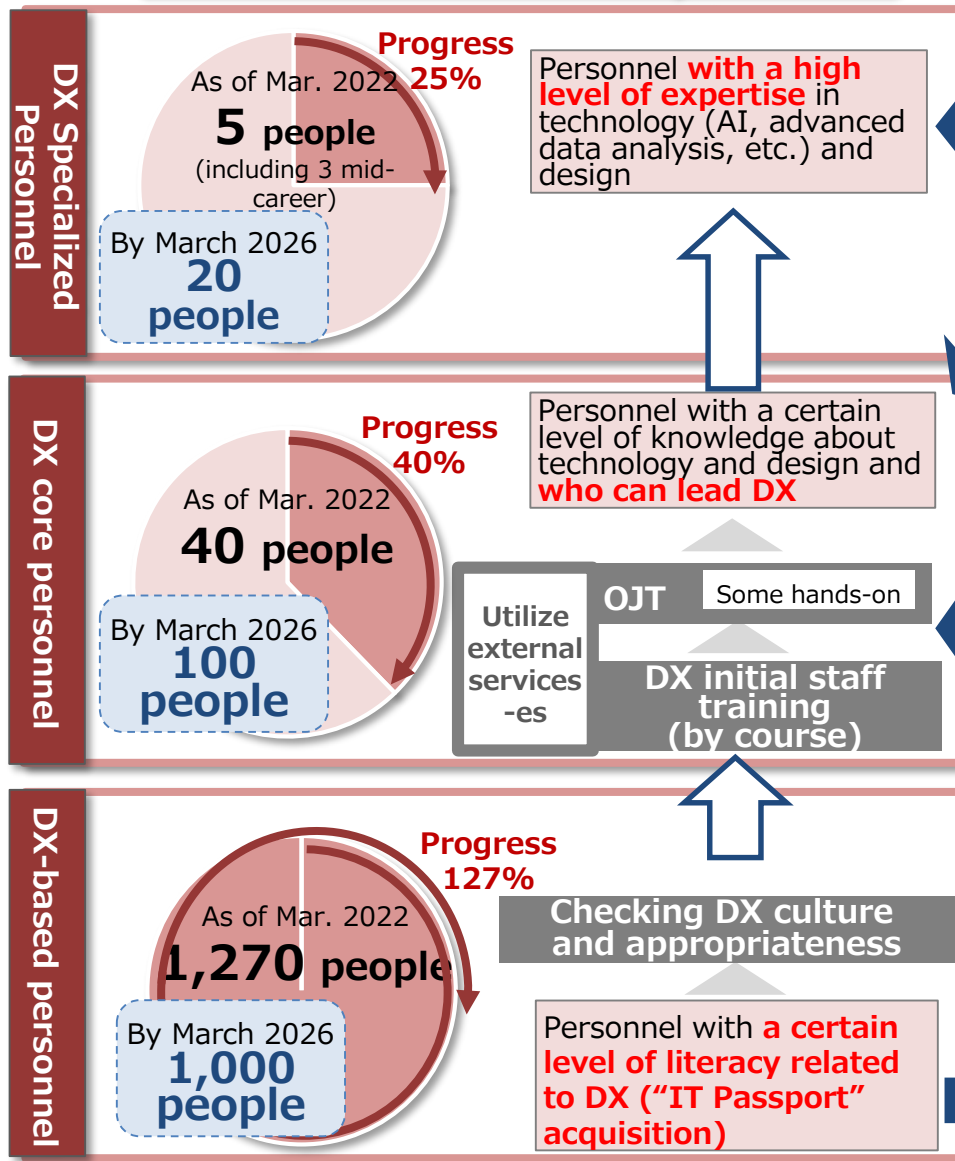 DX Specialized
Personnel
Progress
25%
As of Mar. 2022
5 people
(including 3 mid-
career)
By March 2026
20
people
Personnel with a high
level of expertise in
technology (AI, advanced
data analysis, etc.) and
design
DX core personnel
Progress
40%
As of Mar. 2022
40 people
By March 2026
100
people
Personnel with a certain
level of knowledge about
technology and design and
who can lead DX
Utilize
external
services
-es
OJT
Some hands-on
DX initial staff
training
(by course)
DX-based personnel
Progress
127%
As of Mar. 2022
1,270 people
By March 2026
1,000
people
Checking DX culture
and appropriateness
Personnel with a certain
level of literacy related
to DX (“IT Passport”
acquisition)